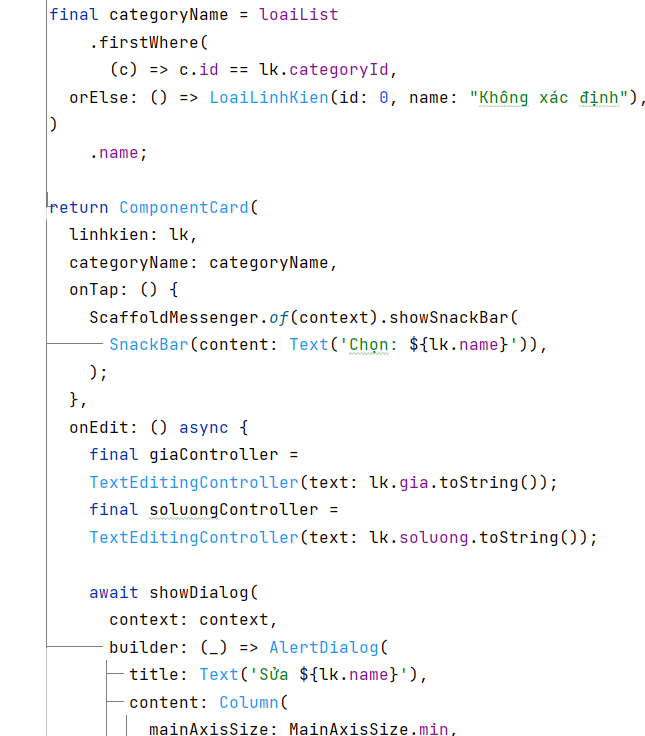 final categoryName = loaiList
    .firstWhere(
      (c) => c.id == lk.categoryId,
  orElse: () => LoaiLinhKien(id: 0, name: "Không xác định"),
)
    .name;

return ComponentCard(
  linhkien: lk,
  categoryName: categoryName,
  onTap: () {
    ScaffoldMessenger.of(context).showSnackBar(
      SnackBar(content: Text('Chọn: ${lk.name}')),
    );
  },
  onEdit: () async {
    final giaController =
    TextEditingController(text: lk.gia.toString());
    final soluongController =
    TextEditingController(text: lk.soluong.toString());

    await showDialog(
      context: context,
      builder: (_) => AlertDialog(
        title: Text('Sửa ${lk.name}'),
        content: Column(
          mainAxisSize: MainAxisSize.min,